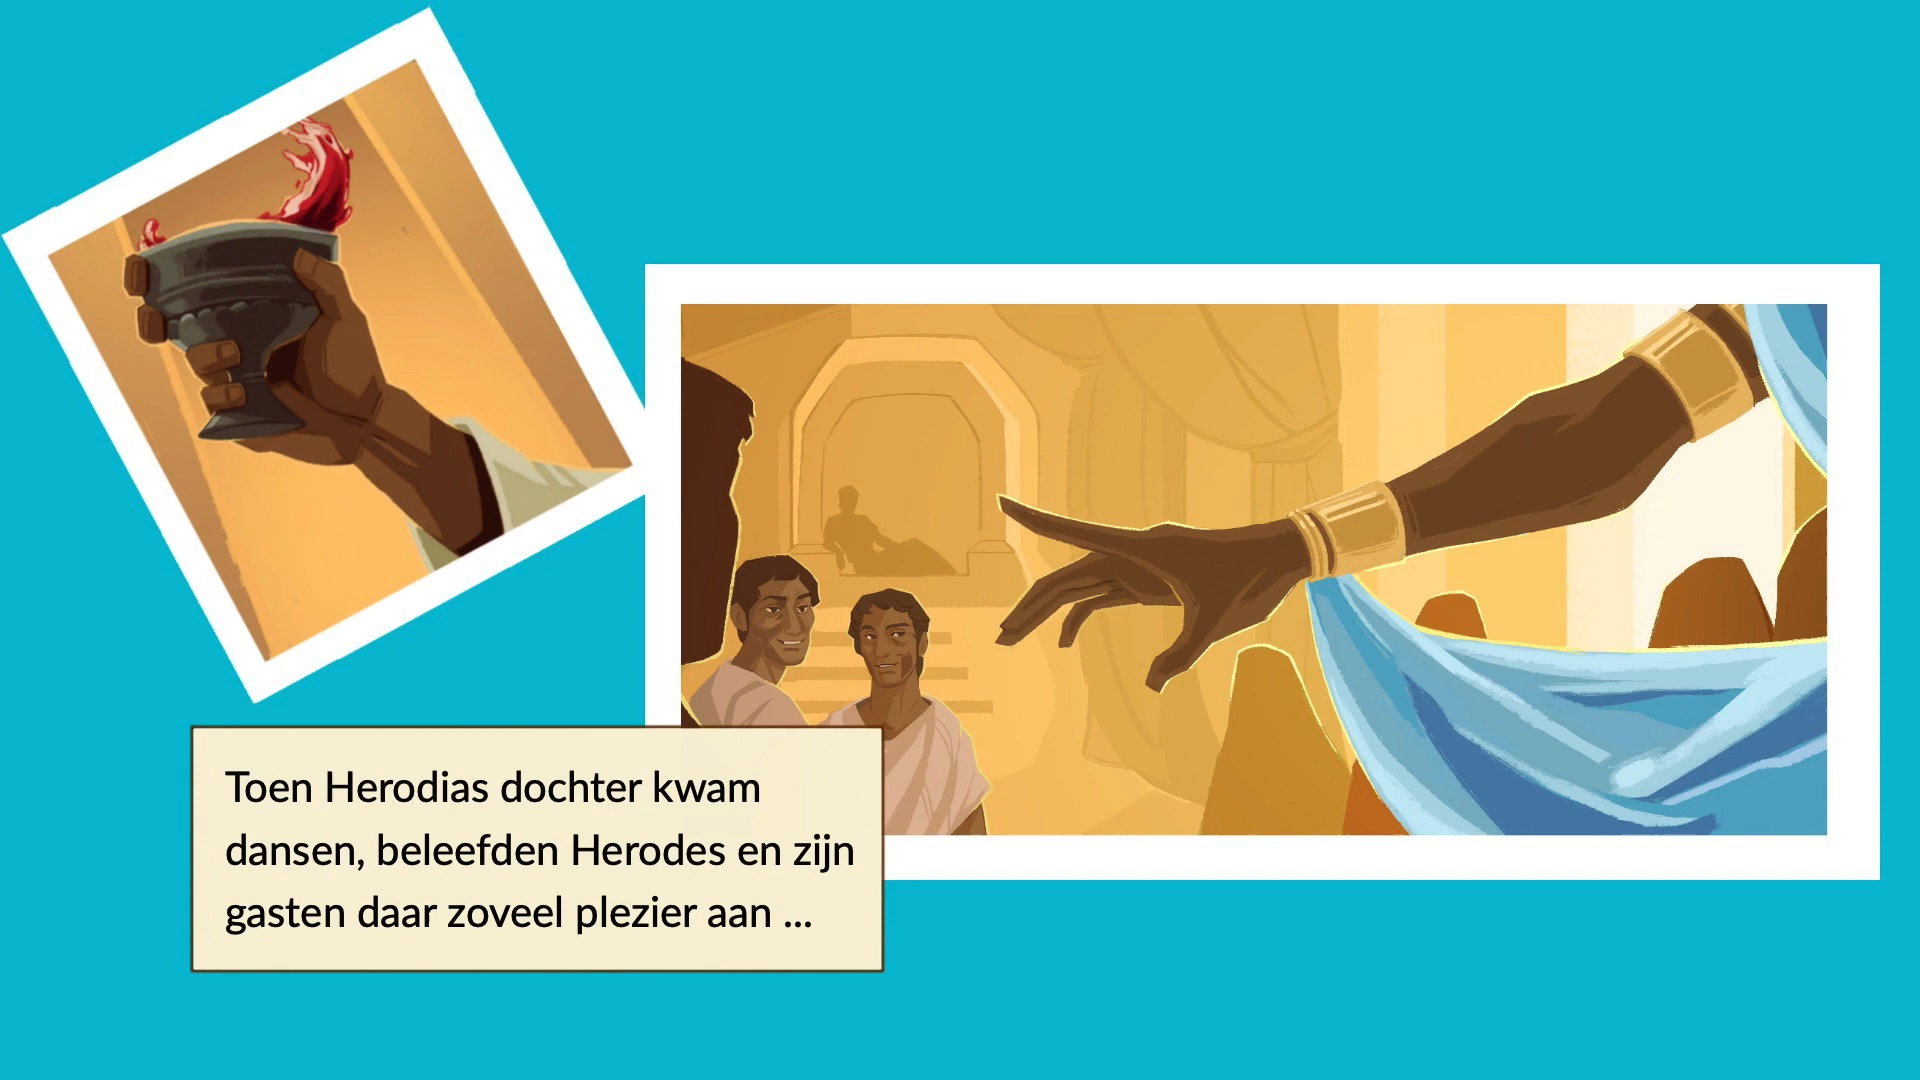 Toen Herodias dochter kwam
dansen, beleefden Herodes en zijn
gasten daar zoveel plezier aan ...